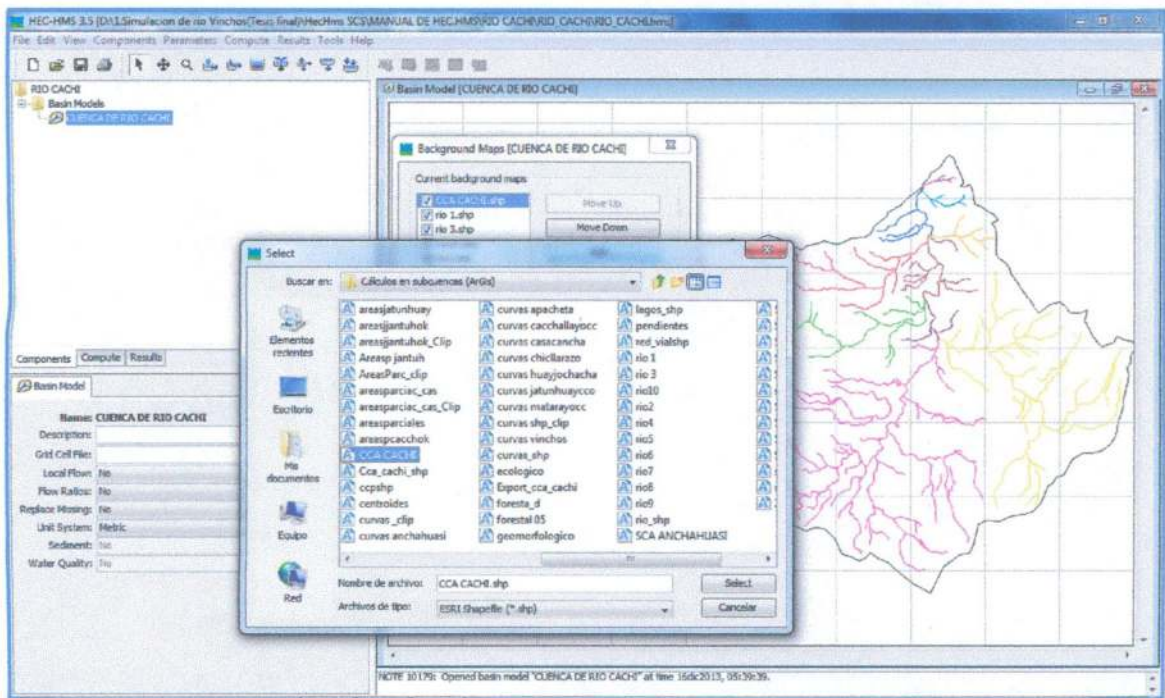 HEC-HMS 3.5 [D:\1.Simulacion de rio Vinchos(Tesis final)\HecHms SCS\MANUAL DE HEC.HMS\RIO CACHI\RIO_CACHI\RIO_CACHI.hms]
File Edit View Components Parameters Compute Results Tools Help
RIO CACHI
Basin Models
CUENCA DE RIO CACHI
Basin Model [CUENCA DE RIO CACHI]
Background Maps [CUENCA DE RIO CACHI]
Current background maps
CCA CACHI.shp
rio 1.shp
rio 3.shp
Move Up
Move Down
Select
Buscar en: Cálculos en subcuencas (ArGis)
Elementos recientes
Escritorio
Mis documentos
Equipo
Red
areasjatunhuay
areasjjantuhok
areasjjantuhok_Clip
Areasp jantuh
AreasParc_clip
areasparciac_cas
areasparciac_cas_Clip
areasparciales
areaspcacchok
CCA CACHI
Cca_cachi_shp
ccpshp
centroides
curvas _clip
curvas anchahuasi
curvas apacheta
curvas cacchallayocc
curvas casacancha
curvas chicllarazo
curvas huayjochacha
curvas jatunhuaycco
curvas matarayocc
curvas shp_clip
curvas vinchos
curvas_shp
ecologico
Export_cca_cachi
foresta_d
forestal 05
geomorfologico
lagos_shp
pendientes
red_vialshp
rio 1
rio 3
rio10
rio2
rio4
rio5
rio6
rio7
rio8
rio9
rio_shp
SCA ANCHAHUASI
Nombre de archivo: CCA CACHI.shp
Select
Archivos de tipo: ESRI Shapefile (*.shp)
Cancelar
Components Compute Results
Basin Model
Name: CUENCA DE RIO CACHI
Description:
Grid Cell File:
Local Flow: No
Flow Ratios: No
Replace Missing: No
Unit System: Metric
Sediment: No
Water Quality: No
NOTE 10179: Opened basin model "CUENCA DE RIO CACHI" at time 16dic2013, 05:39:39.